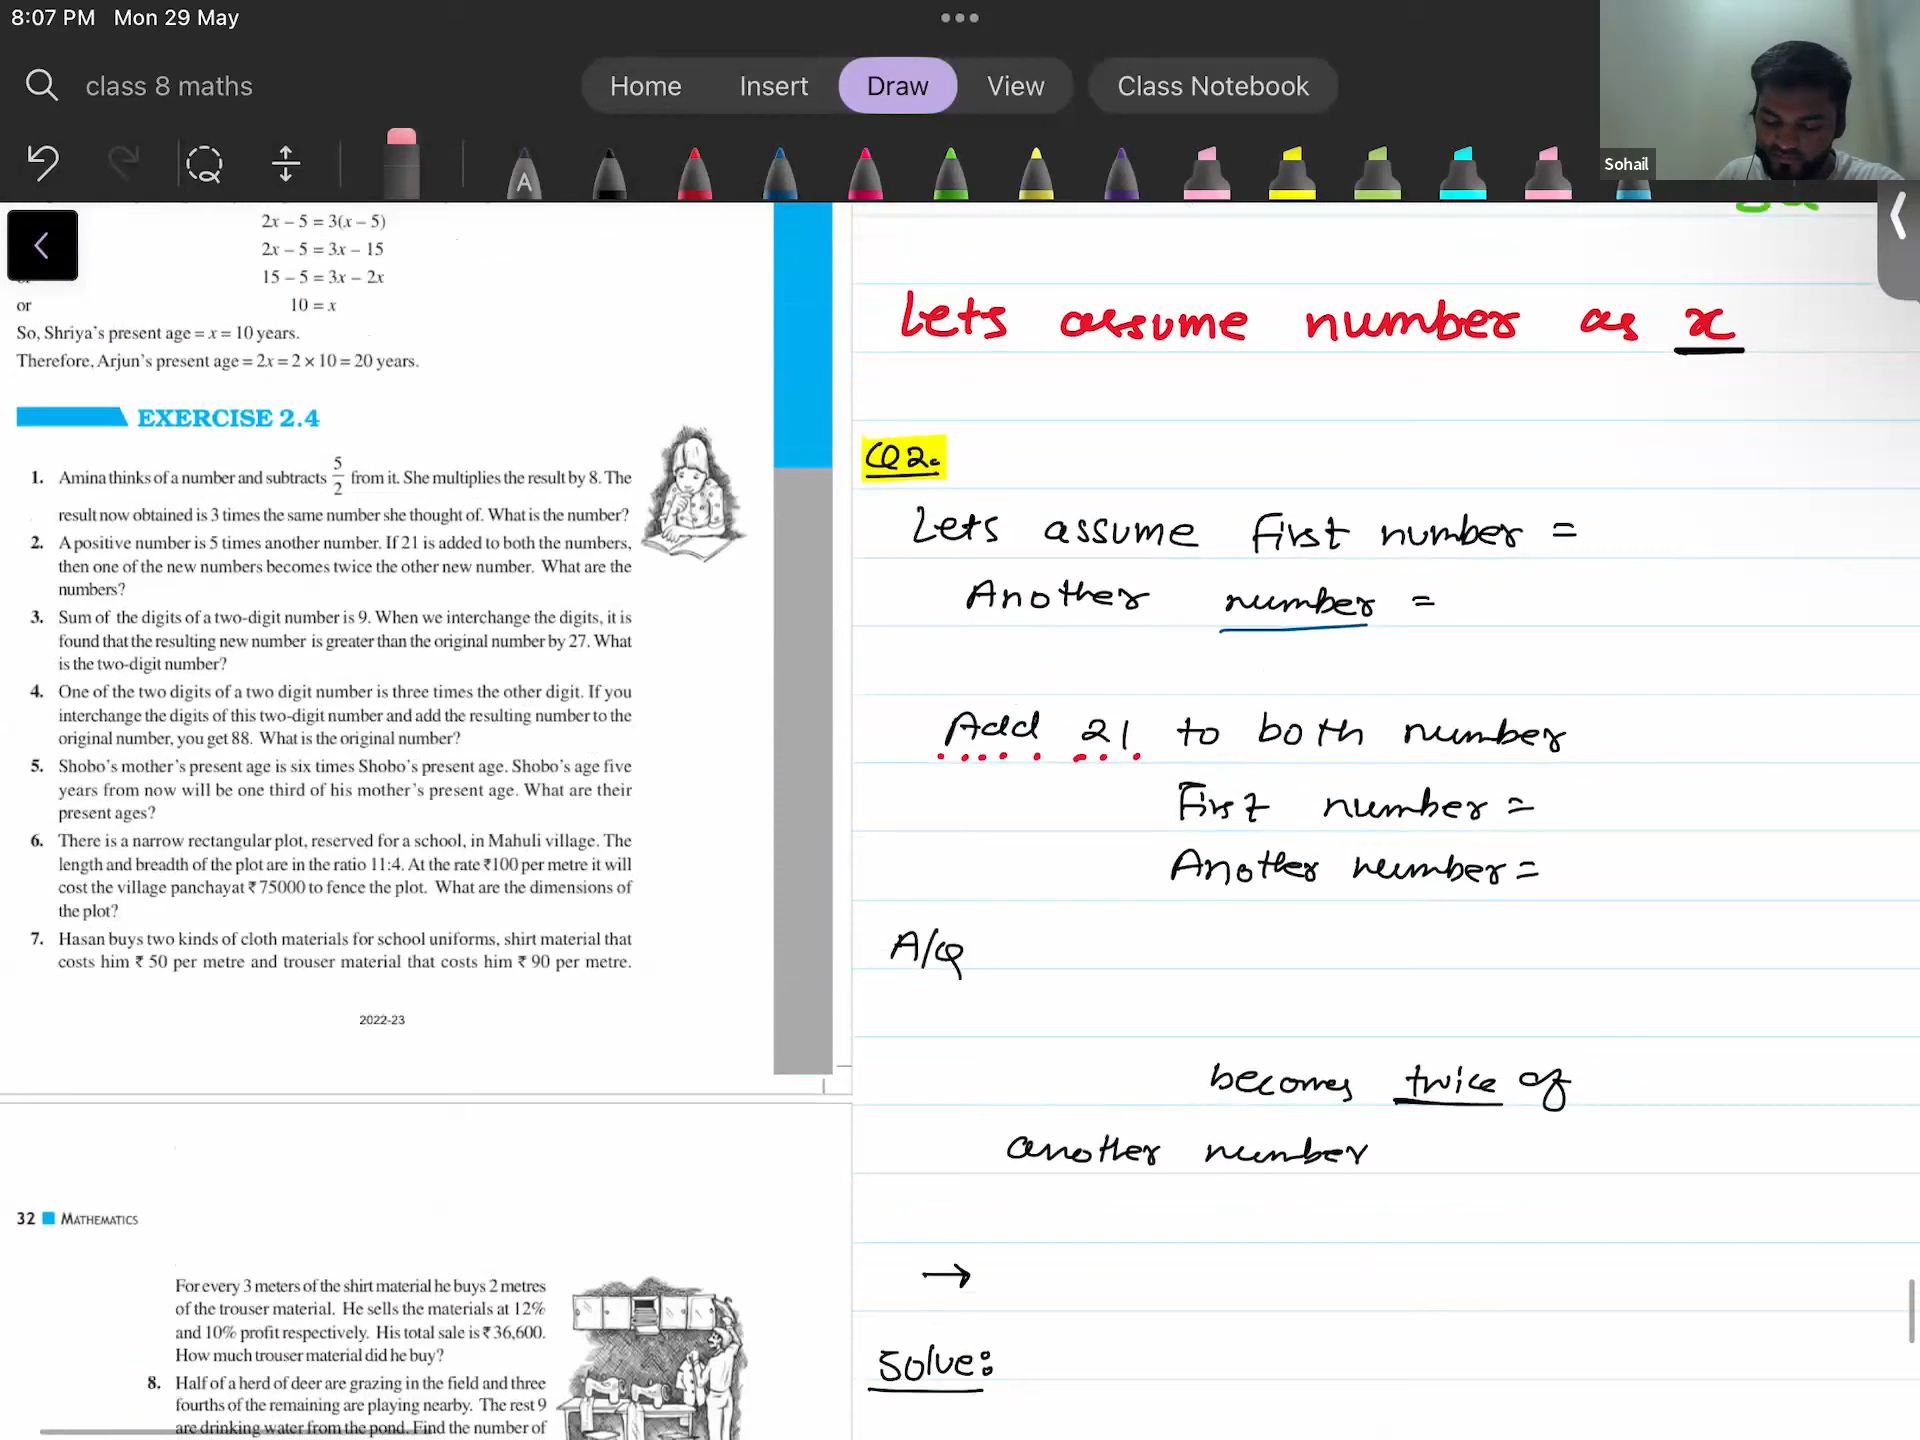 8:07 PM Mon 29 May
class 8 maths
Home Insert Draw View Class Notebook
A
Sohail
2x – 5 = 3(x – 5)
2x – 5 = 3x – 15
15 – 5 = 3x – 2x
or 10 = x
So, Shriya's present age = x = 10 years.
Therefore, Arjun's present age = 2x = 2 × 10 = 20 years.
EXERCISE 2.4
1. Amina thinks of a number and subtracts 5/2 from it. She multiplies the result by 8. The
result now obtained is 3 times the same number she thought of. What is the number?
2. A positive number is 5 times another number. If 21 is added to both the numbers,
then one of the new numbers becomes twice the other new number. What are the
numbers?
3. Sum of the digits of a two-digit number is 9. When we interchange the digits, it is
found that the resulting new number is greater than the original number by 27. What
is the two-digit number?
4. One of the two digits of a two digit number is three times the other digit. If you
interchange the digits of this two-digit number and add the resulting number to the
original number, you get 88. What is the original number?
5. Shobo's mother's present age is six times Shobo's present age. Shobo's age five
years from now will be one third of his mother's present age. What are their
present ages?
6. There is a narrow rectangular plot, reserved for a school, in Mahuli village. The
length and breadth of the plot are in the ratio 11:4. At the rate ₹100 per metre it will
cost the village panchayat ₹75000 to fence the plot. What are the dimensions of
the plot?
7. Hasan buys two kinds of cloth materials for school uniforms, shirt material that
costs him ₹ 50 per metre and trouser material that costs him ₹ 90 per metre.
2022-23
32 MATHEMATICS
For every 3 meters of the shirt material he buys 2 metres
of the trouser material. He sells the materials at 12%
and 10% profit respectively. His total sale is ₹ 36,600.
How much trouser material did he buy?
8. Half of a herd of deer are grazing in the field and three
fourths of the remaining are playing nearby. The rest 9
are drinking water from the pond. Find the number of
Lets assume number as x
Q2.
Lets assume First number =
Another number =
Add 21 to both number
First number =
Another number =
A/Q
becomes twice of
another number
→
Solve: